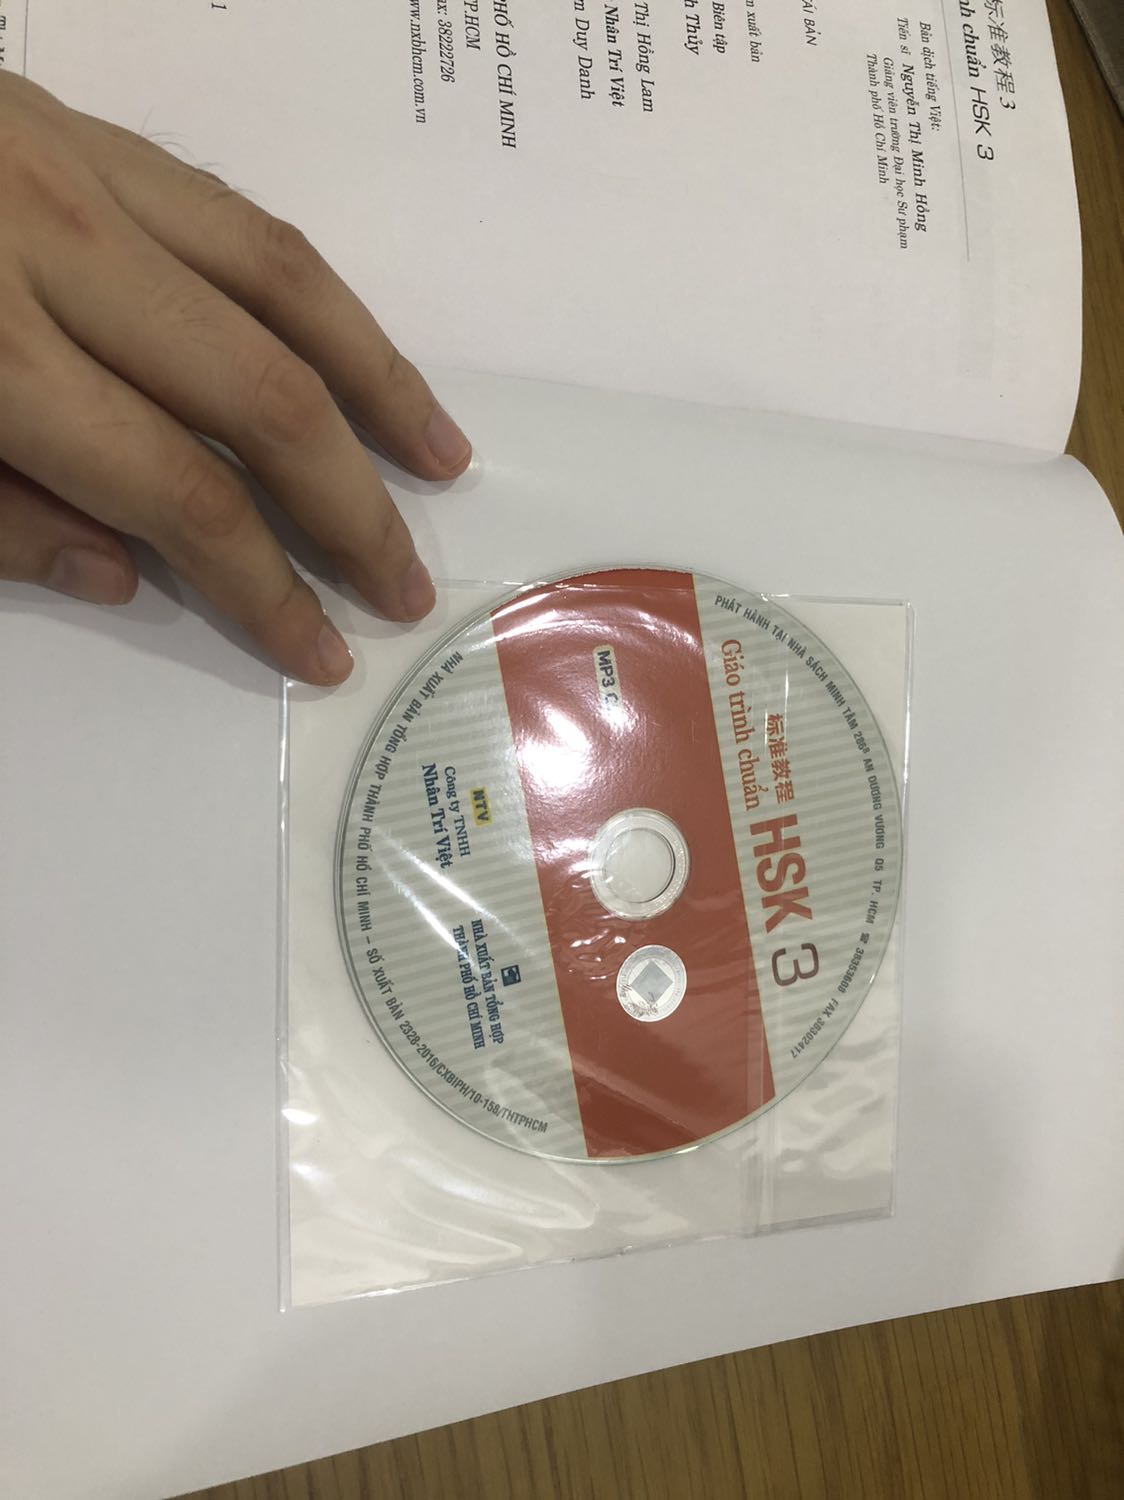 标准教程 3
nh chuẩn HSK 3
Bản dịch tiếng Việt:
Tiến sĩ Nguyễn Thị Minh Hồng
Giảng viên trường Đại học Sư phạm
Thành phố Hồ Chí Minh
ÁI BẢN
n xuất bản
Biên tập
h Thủy
Thị Hồng Lam
Nhân Trí Việt
m Duy Danh
PHỐ HỒ CHÍ MINH
TP.HCM
ax: 38222726
www.nxbhcm.com.vn
1
PHÁT HÀNH TẠI NHÀ SÁCH MINH TÂM 286B AN DƯƠNG VƯƠNG Q5 TP. HCM ☎ 38353608 FAX 38302417
标准教程
Giáo trình chuẩn HSK 3
MP3
NTV
Công ty TNHH
Nhân Trí Việt
NHÀ XUẤT BẢN TỔNG HỢP
THÀNH PHỐ HỒ CHÍ MINH
NHÀ XUẤT BẢN TỔNG HỢP THÀNH PHỐ HỒ CHÍ MINH – SỐ XUẤT BẢN 2328-2016/CXBIPH/10-158/THTPHCM